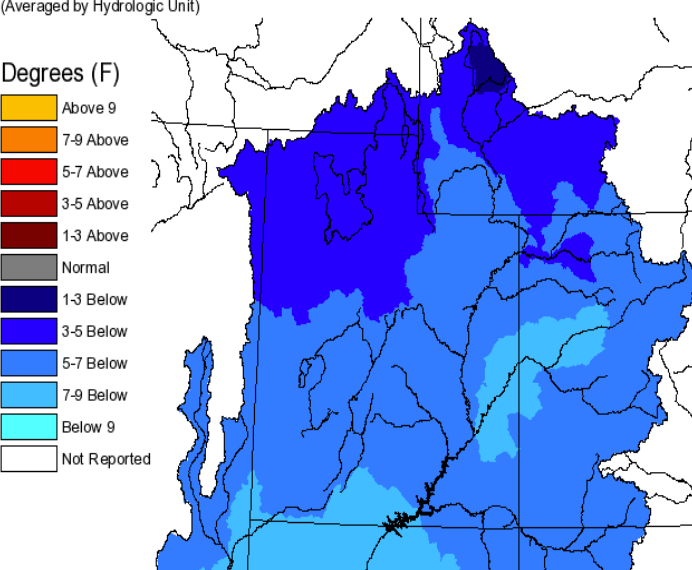 (Averaged by Hydrologic Unit)
Degrees (F)
Above 9
7-9 Above
5-7 Above
3-5 Above
1-3 Above
Normal
1-3 Below
3-5 Below
5-7 Below
7-9 Below
Below 9
Not Reported